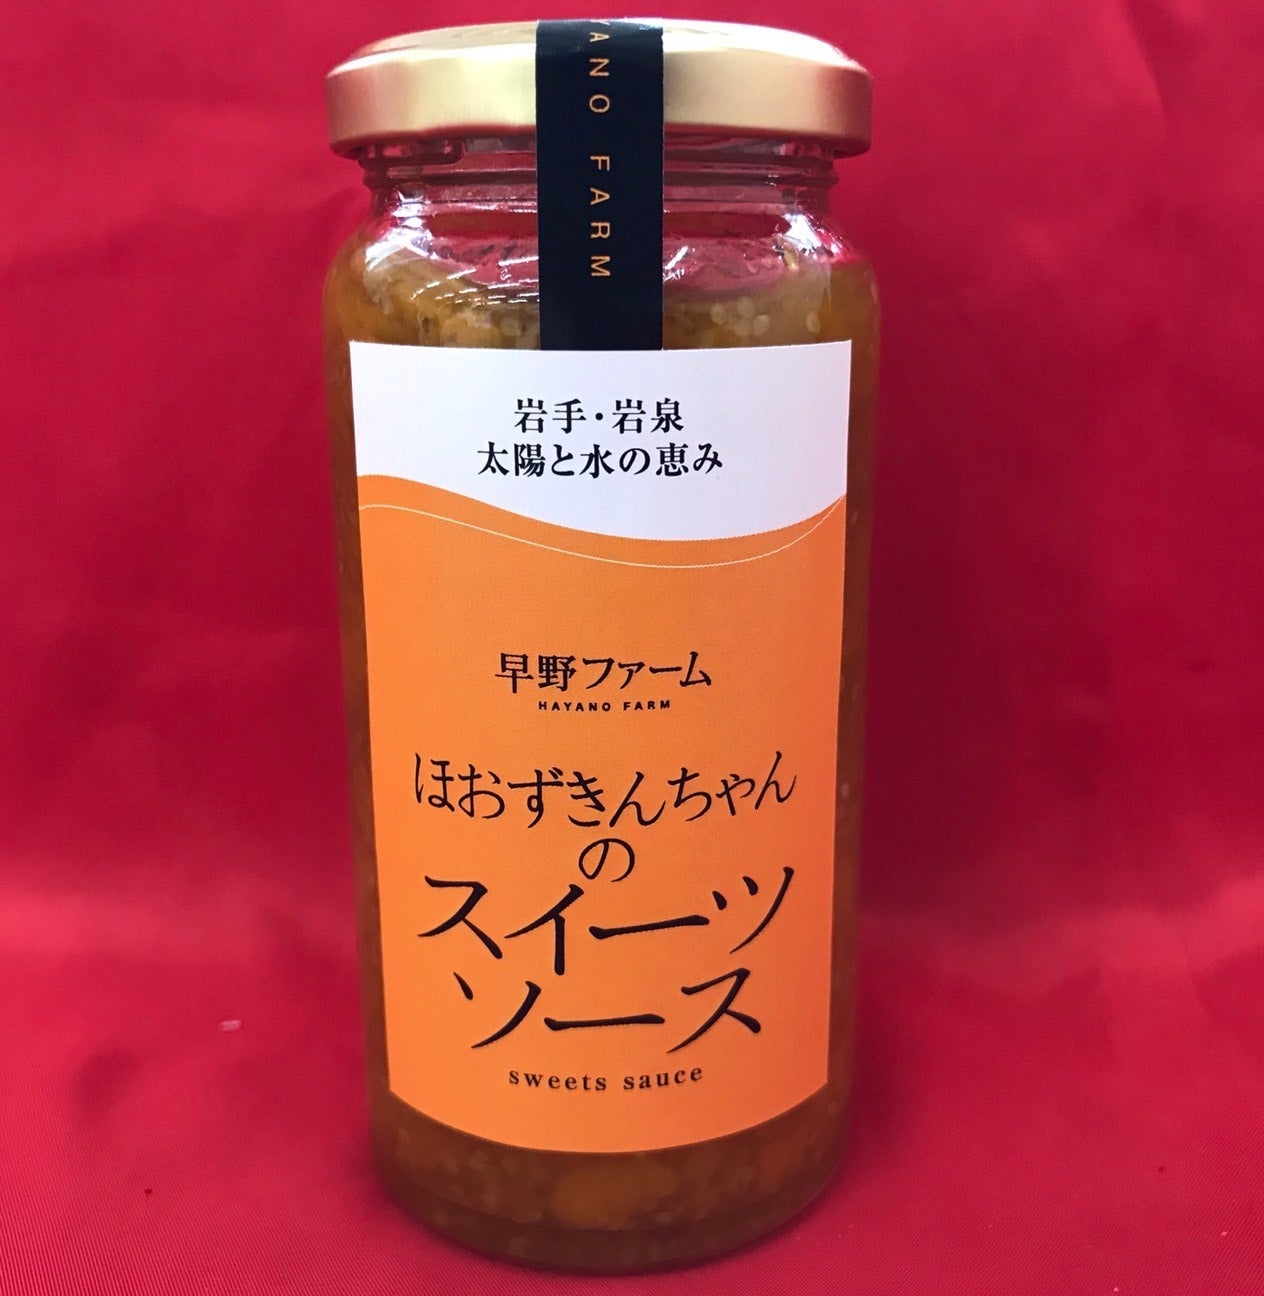 YANO FARM
岩手・岩泉
太陽と水の恵み
早野ファーム
HAYANO FARM
ほおずきんちゃん
の
スイーツ
ソース
sweets sauce